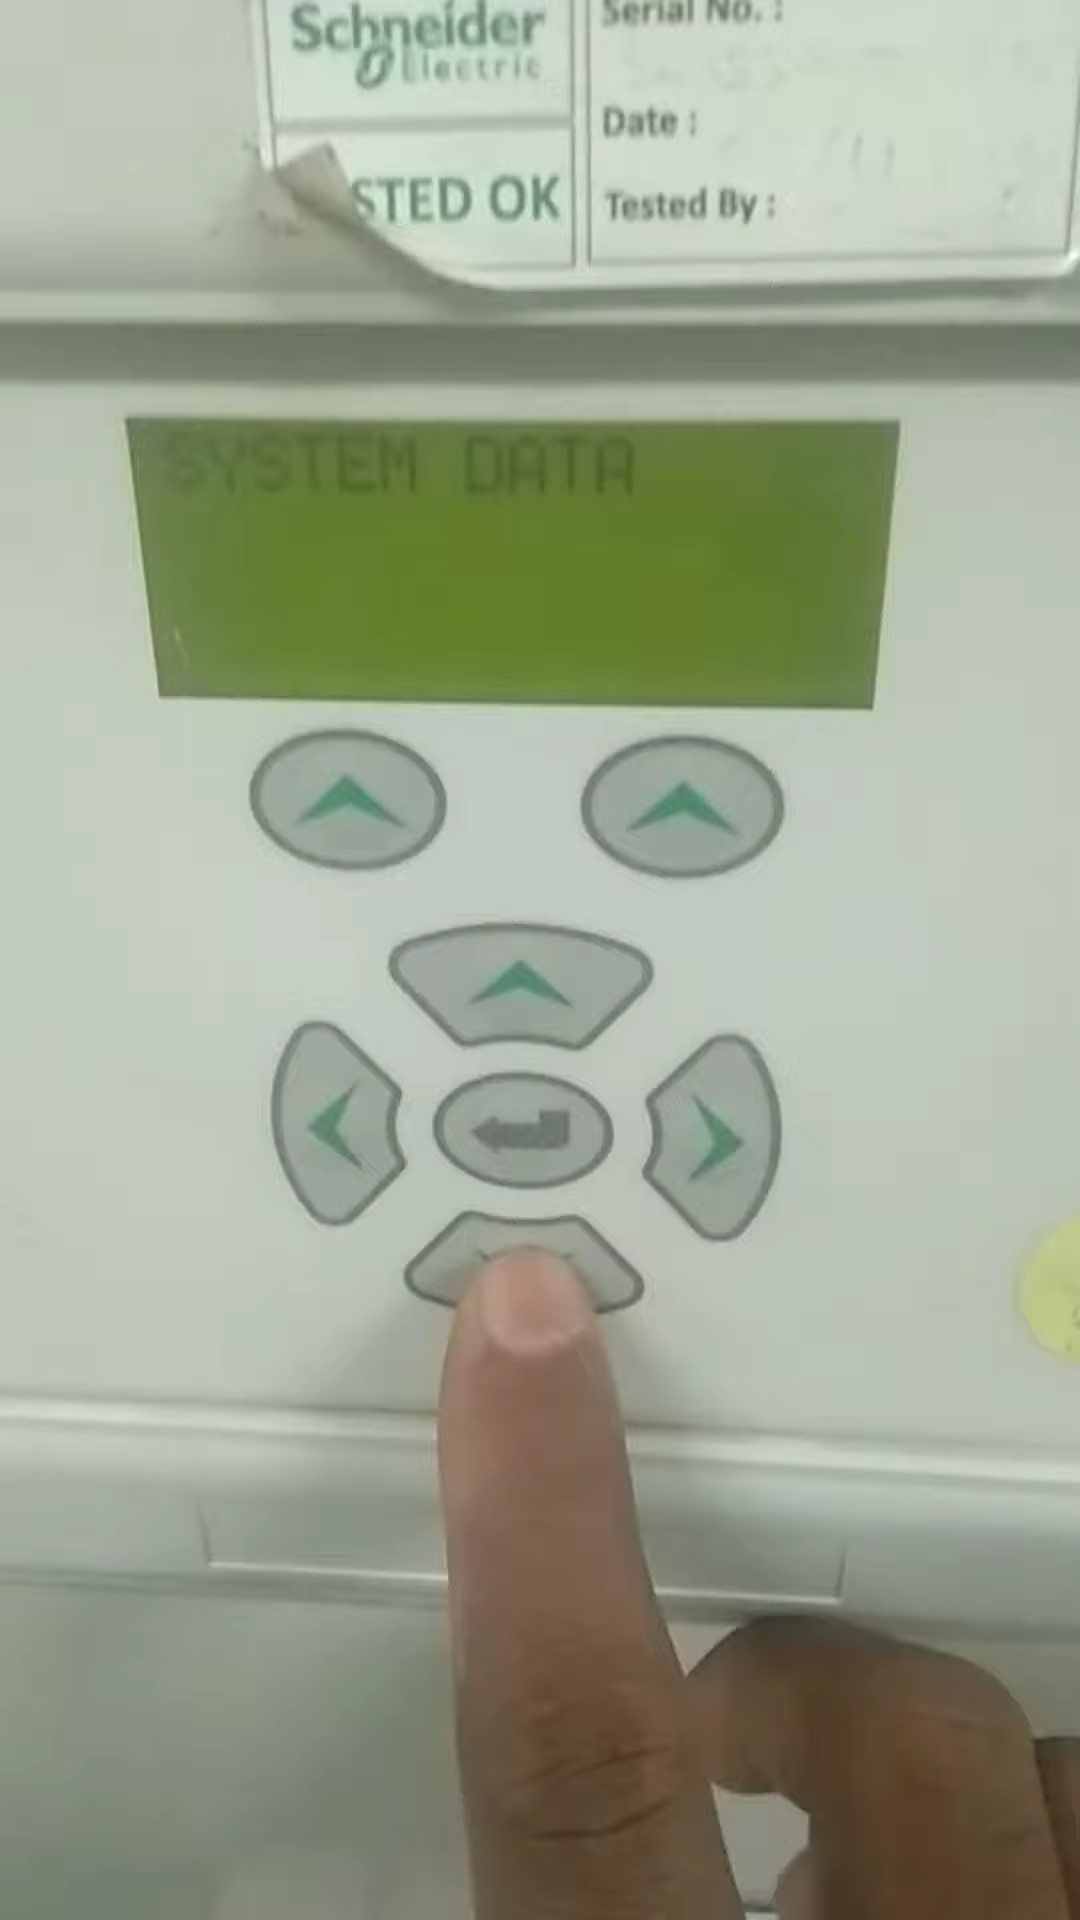 Schneider
Electric
STED OK
Serial No. :
Date :
Tested By :
SYSTEM DATA